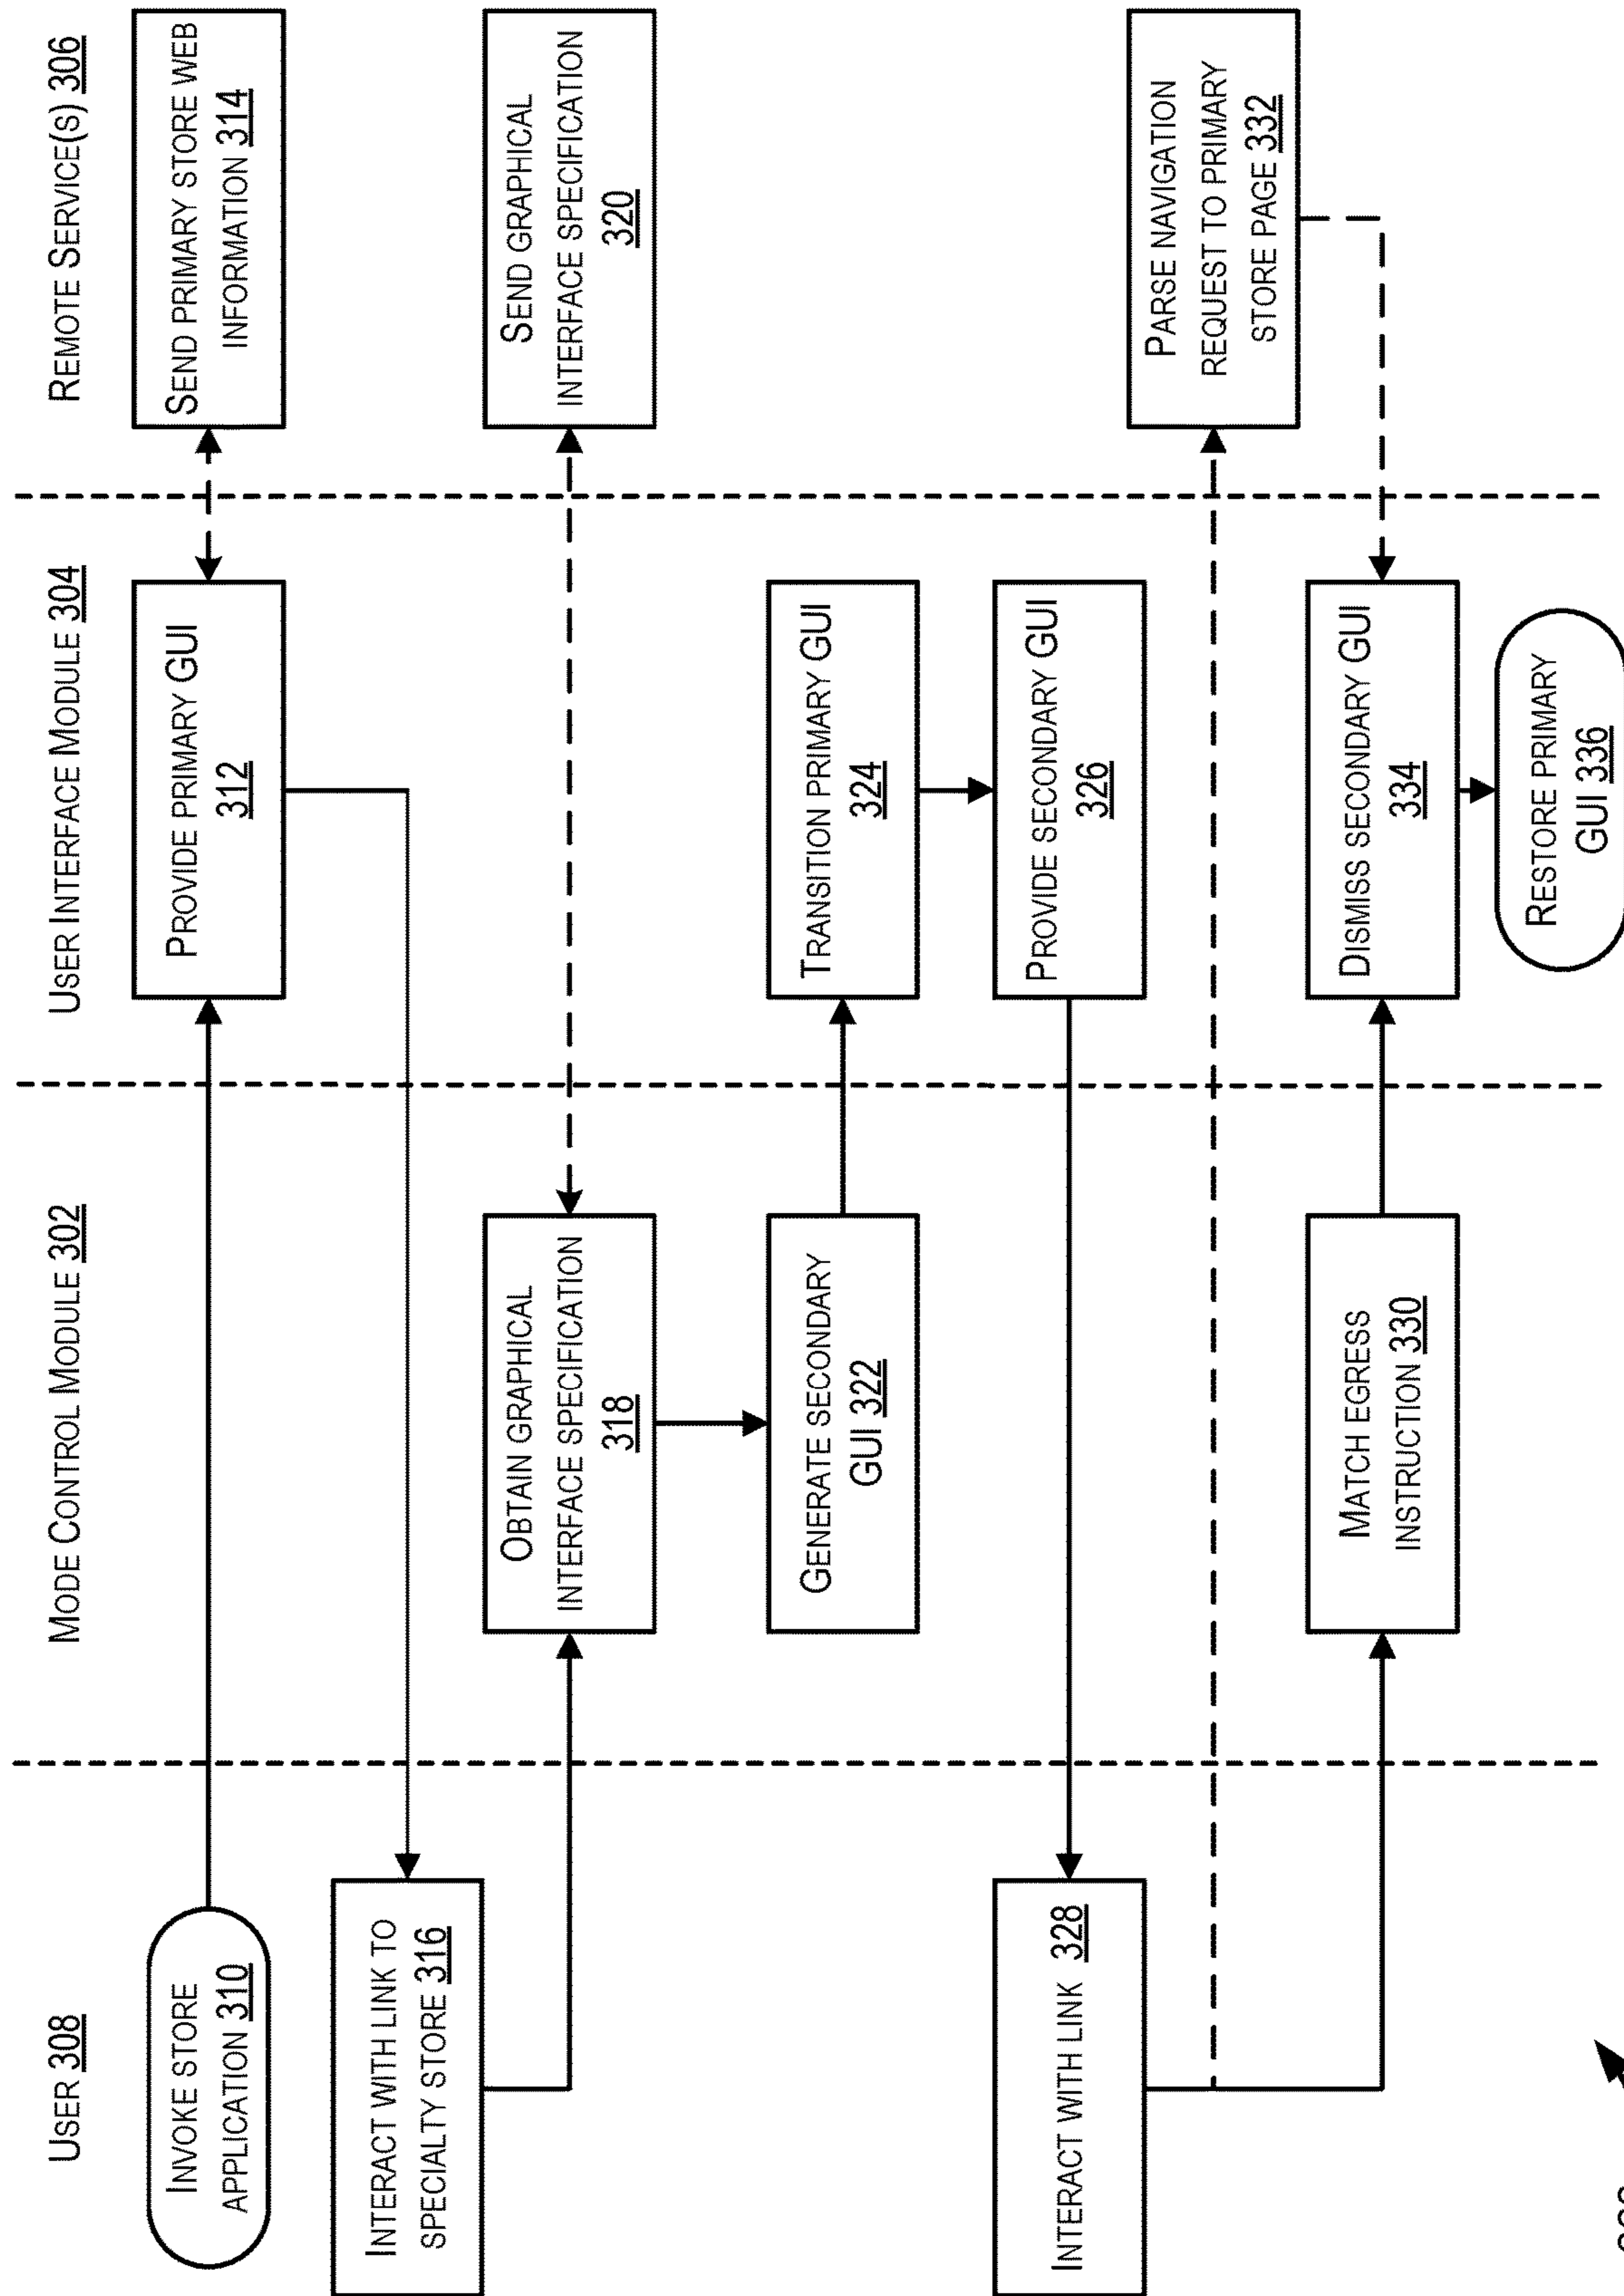 USER 308
MODE CONTROL MODULE 302
USER INTERFACE MODULE 304
REMOTE SERVICE(S) 306
INVOKE STORE
APPLICATION 310
PROVIDE PRIMARY GUI
312
SEND PRIMARY STORE WEB
INFORMATION 314
INTERACT WITH LINK TO
SPECIALTY STORE 316
OBTAIN GRAPHICAL
INTERFACE SPECIFICATION
318
SEND GRAPHICAL
INTERFACE SPECIFICATION
320
GENERATE SECONDARY
GUI 322
TRANSITION PRIMARY GUI
324
INTERACT WITH LINK 328
PROVIDE SECONDARY GUI
326
PARSE NAVIGATION
REQUEST TO PRIMARY
STORE PAGE 332
MATCH EGRESS
INSTRUCTION 330
DISMISS SECONDARY GUI
334
RESTORE PRIMARY
GUI 336